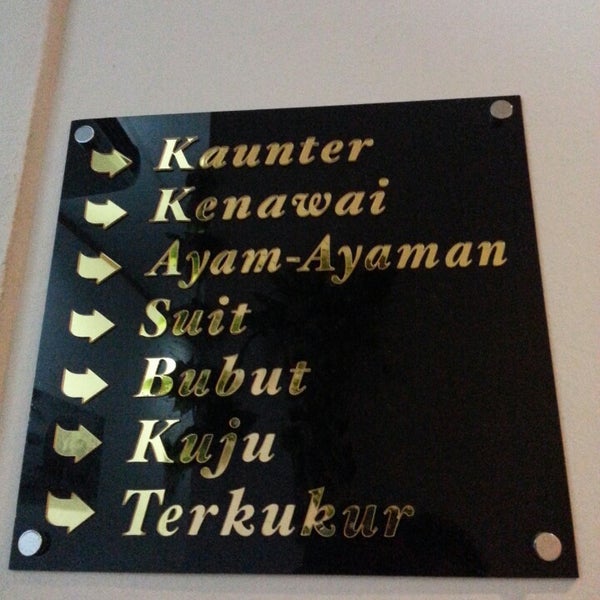 Kaunter
Kenawai
Ayam-Ayaman
Suit
Bubut
Kuju
Terkukur